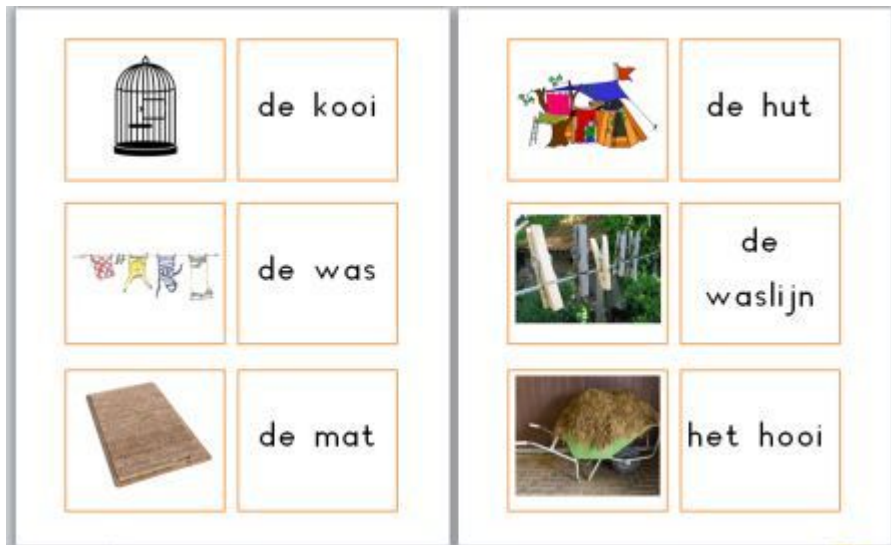 de kooi
de was
de mat
de hut
de
waslijn
het hooi